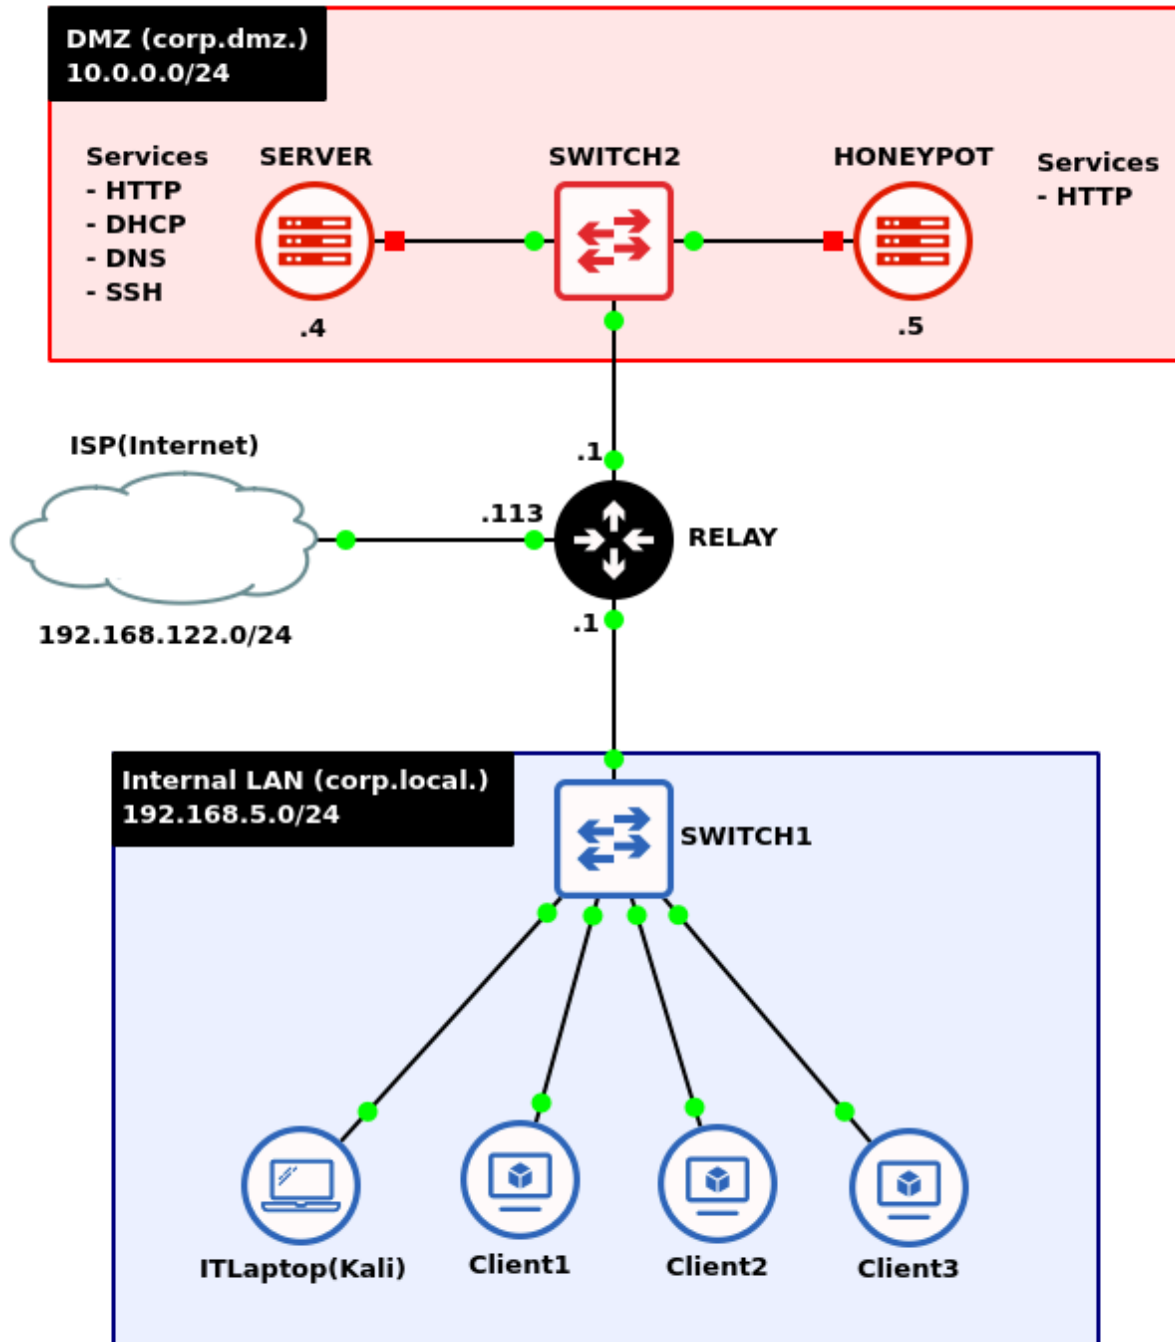 DMZ (corp.dmz.)
10.0.0.0/24
Services
- HTTP
- DHCP
- DNS
- SSH
SERVER
.4
SWITCH2
HONEYPOT
.5
Services
- HTTP
ISP(Internet)
192.168.122.0/24
.1
.113
RELAY
.1
Internal LAN (corp.local.)
192.168.5.0/24
SWITCH1
ITLaptop(Kali)
Client1
Client2
Client3